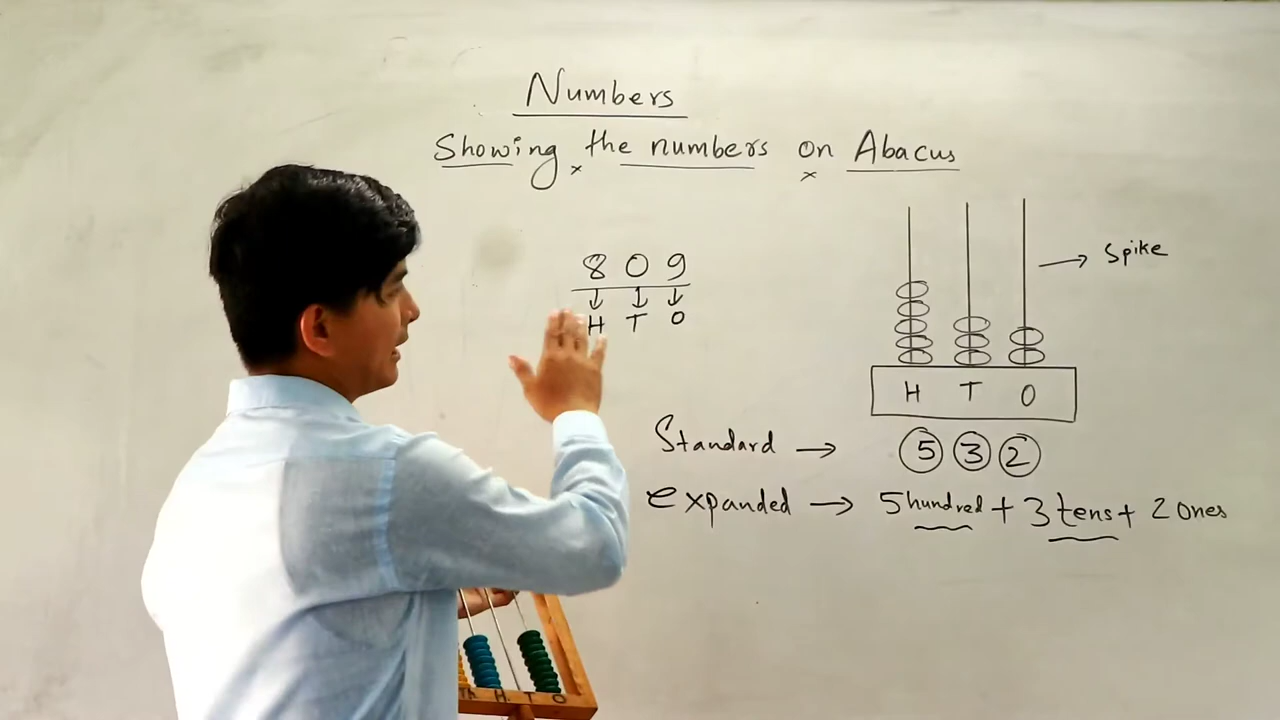 Numbers
Showing the numbers on Abacus
8 0 9
H T O
Spike
H T O
Standard → 5 3 2
expanded → 5 hundred + 3 tens + 2 ones
H T O